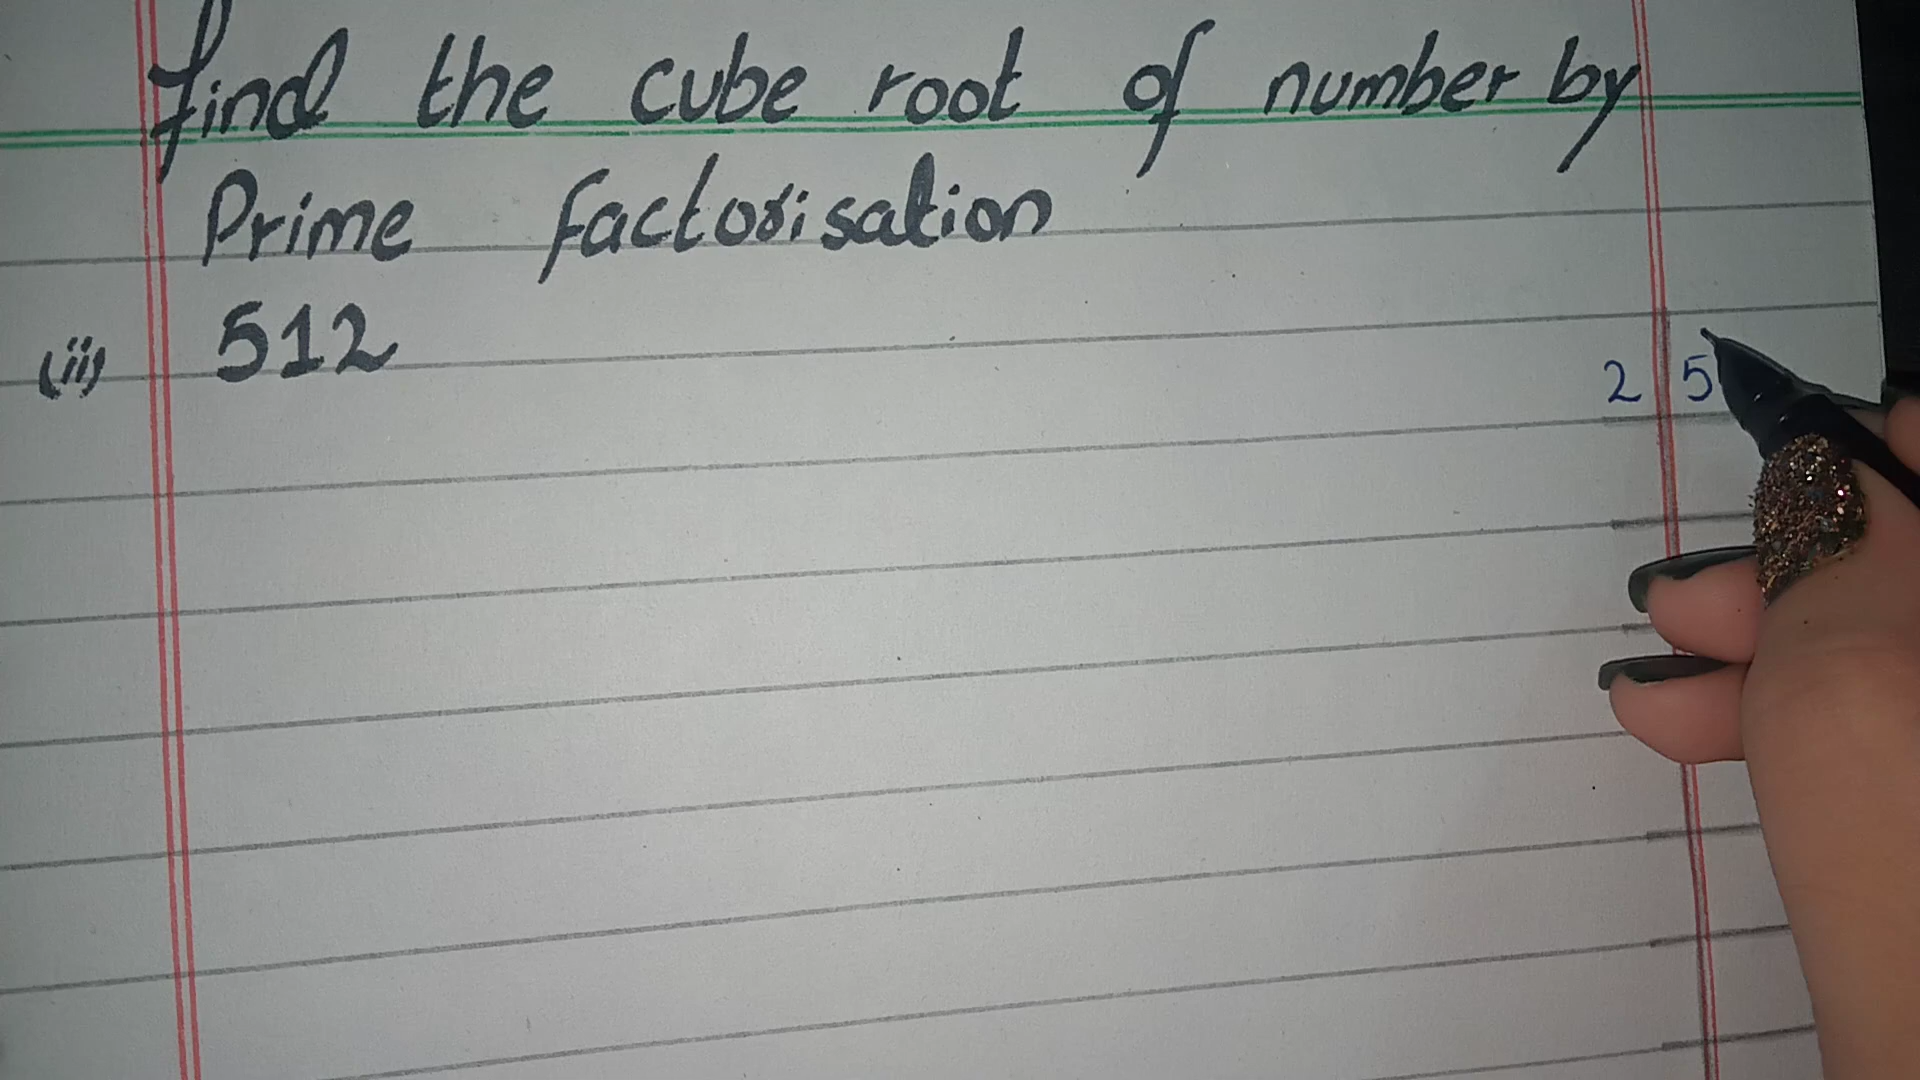 find the cube root of number by
Prime factorisation
(ii) 512
2 5